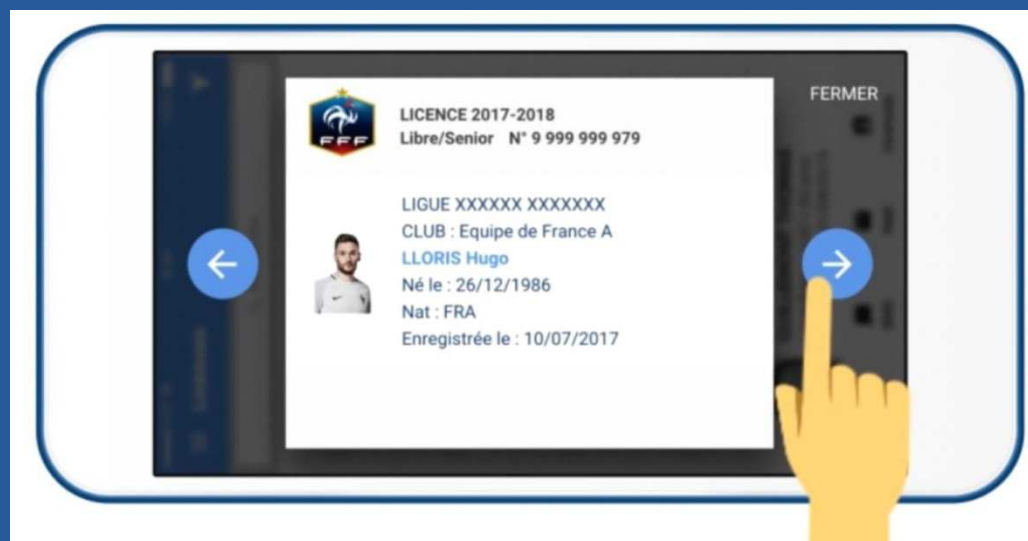 FERMER
FFF
LICENCE 2017-2018
Libre/Senior N° 9 999 999 979
LIGUE XXXXXX XXXXXXX
CLUB : Equipe de France A
LLORIS Hugo
Né le : 26/12/1986
Nat : FRA
Enregistrée le : 10/07/2017